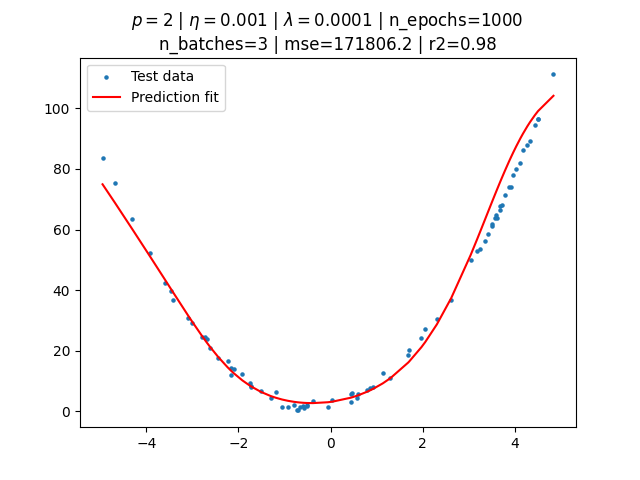 p = 2 | η = 0.001 | λ = 0.0001 | n_epochs=1000
n_batches=3 | mse=171806.2 | r2=0.98
Test data
Prediction fit
100
80
60
40
20
0
−4 −2 0 2 4